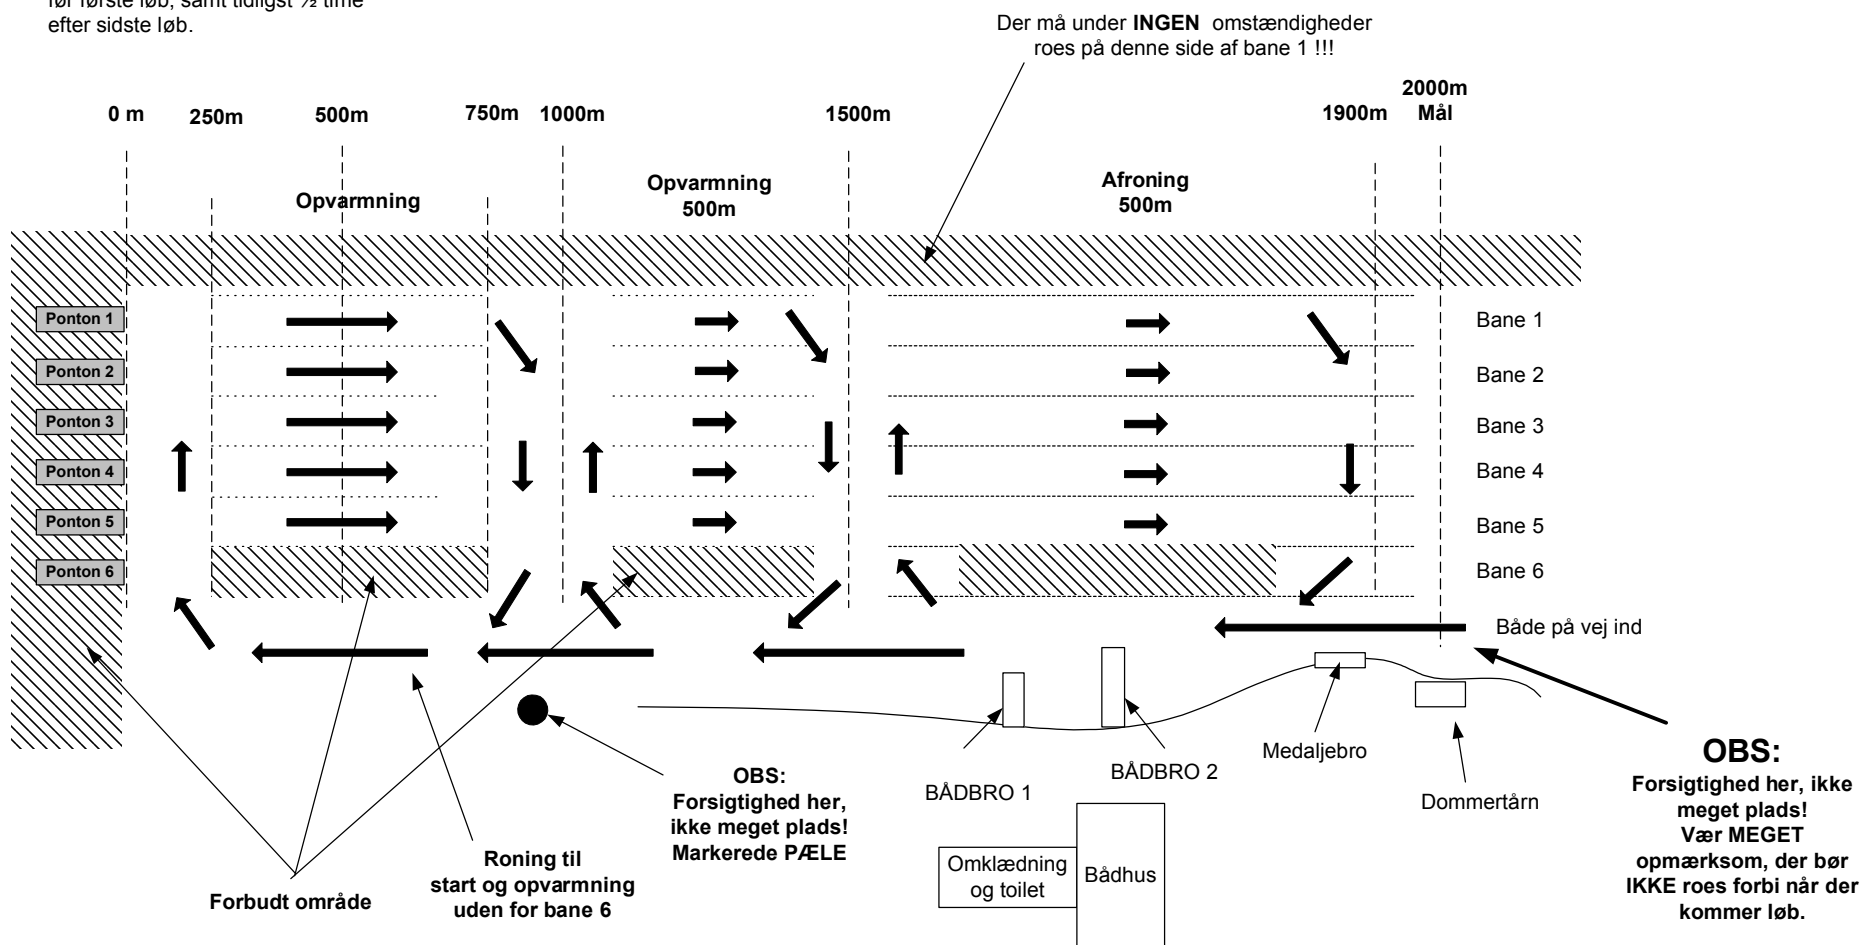 før første løb, samt tidligst ½ time
efter sidste løb.
Der må under INGEN omstændigheder
roes på denne side af bane 1 !!!
0 m
250m
500m
750m
1000m
1500m
1900m
2000m
Mål
Opvarmning
Opvarmning
500m
Afroning
500m
Ponton 1
Ponton 2
Ponton 3
Ponton 4
Ponton 5
Ponton 6
Bane 1
Bane 2
Bane 3
Bane 4
Bane 5
Bane 6
Både på vej ind
Forbudt område
Roning til
start og opvarmning
uden for bane 6
OBS:
Forsigtighed her,
ikke meget plads!
Markerede PÆLE
BÅDBRO 1
BÅDBRO 2
Medaljebro
Dommertårn
Omklædning
og toilet
Bådhus
OBS:
Forsigtighed her, ikke
meget plads!
Vær MEGET
opmærksom, der bør
IKKE roes forbi når der
kommer løb.